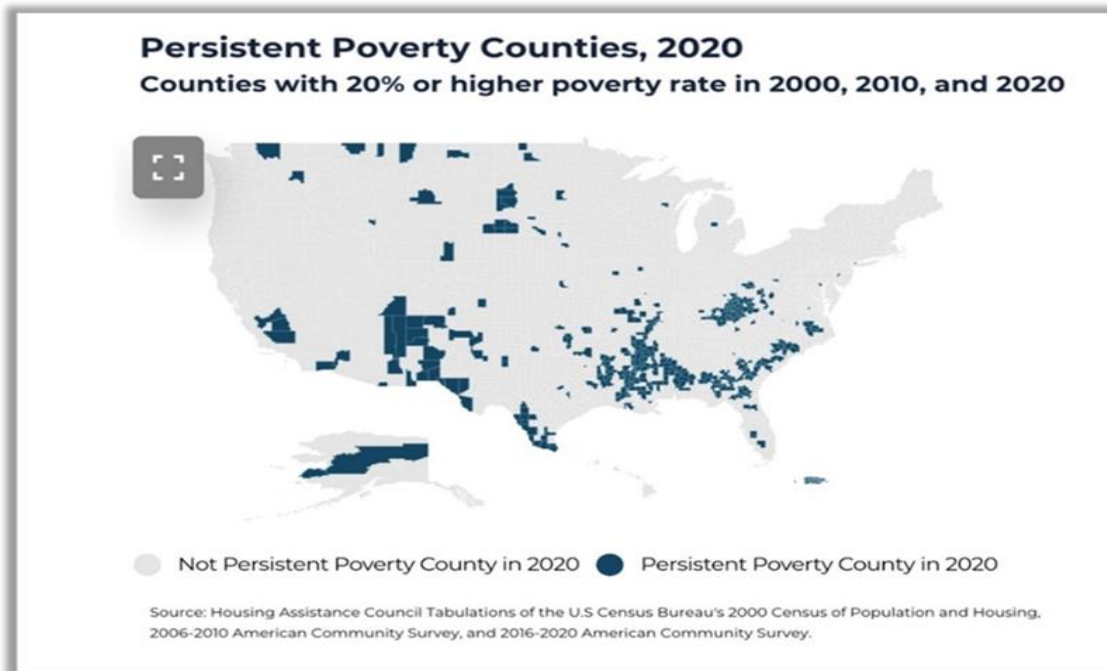 Persistent Poverty Counties, 2020
Counties with 20% or higher poverty rate in 2000, 2010, and 2020
Not Persistent Poverty County in 2020
Persistent Poverty County in 2020
Source: Housing Assistance Council Tabulations of the U.S Census Bureau's 2000 Census of Population and Housing,
2006-2010 American Community Survey, and 2016-2020 American Community Survey.